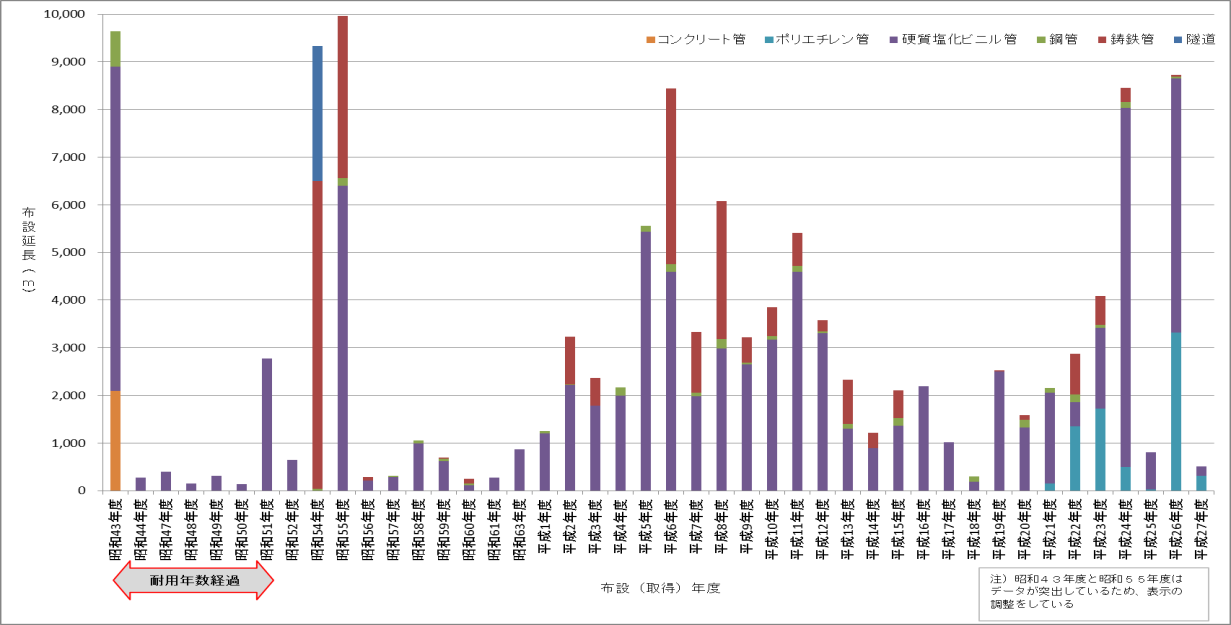 コンクリート管 ポリエチレン管 硬質塩化ビニル管 鋼管 鋳鉄管 隧道
10,000
9,000
8,000
7,000
6,000
5,000
4,000
3,000
2,000
1,000
0
布設延長(m)
昭和43年度
昭和44年度
昭和47年度
昭和48年度
昭和49年度
昭和50年度
昭和51年度
昭和52年度
昭和54年度
昭和55年度
昭和56年度
昭和57年度
昭和58年度
昭和59年度
昭和60年度
昭和61年度
昭和63年度
平成1年度
平成2年度
平成3年度
平成4年度
平成5年度
平成6年度
平成7年度
平成8年度
平成9年度
平成10年度
平成11年度
平成12年度
平成13年度
平成14年度
平成15年度
平成16年度
平成17年度
平成18年度
平成19年度
平成20年度
平成21年度
平成22年度
平成23年度
平成24年度
平成25年度
平成26年度
平成27年度
耐用年数経過
布設(取得)年度
注)昭和43年度と昭和55年度は
データが突出しているため、表示の
調整をしている